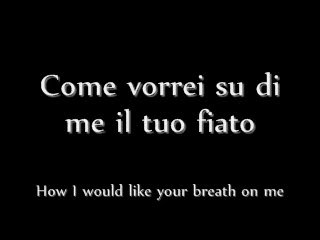 Come vorrei su di
me il tuo fiato
How I would like your breath on me